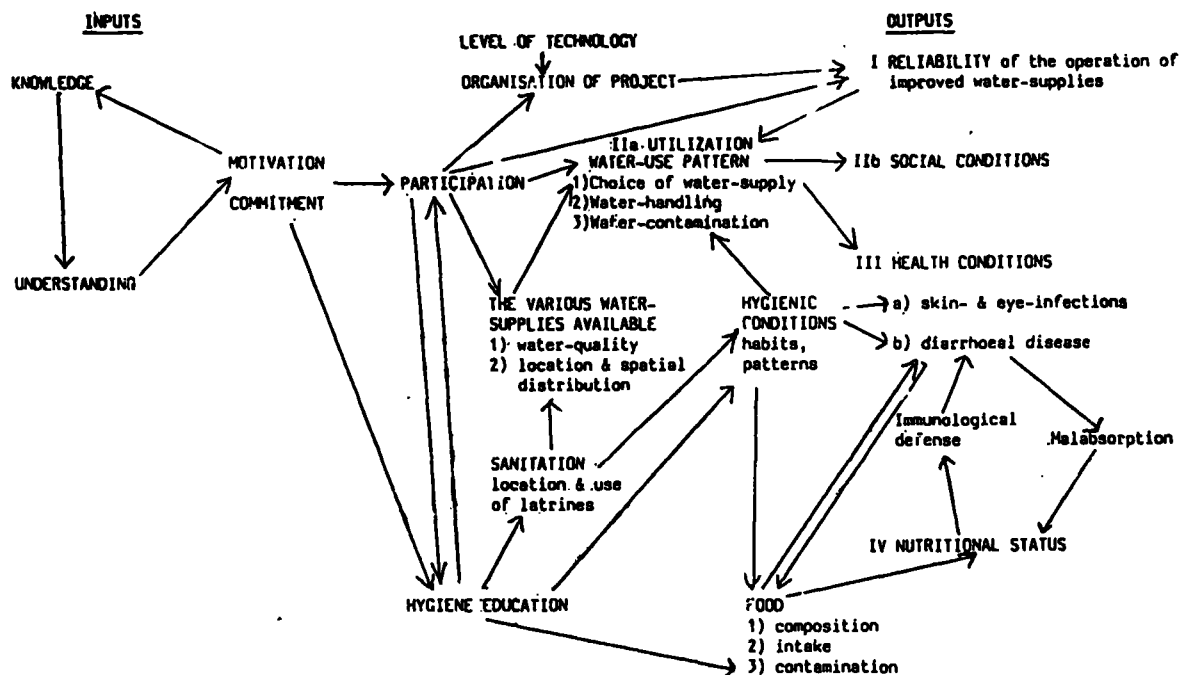 INPUTS
OUTPUTS
LEVEL OF TECHNOLOGY
ORGANISATION OF PROJECT
I RELIABILITY of the operation of
improved water-supplies
KNOWLEDGE
MOTIVATION
COMMITMENT
UNDERSTANDING
PARTICIPATION
IIa UTILIZATION
WATER-USE PATTERN
1)Choice of water-supply
2)Water-handling
3)Water-contamination
IIb SOCIAL CONDITIONS
III HEALTH CONDITIONS
a) skin- & eye-infections
b) diarrhoeal disease
THE VARIOUS WATER-
SUPPLIES AVAILABLE
1) water-quality
2) location & spatial
distribution
HYGIENIC
CONDITIONS
habits,
patterns
Immunological
defense
Malabsorption
SANITATION
location & use
of latrines
IV NUTRITIONAL STATUS
HYGIENE EDUCATION
FOOD
1) composition
2) intake
3) contamination